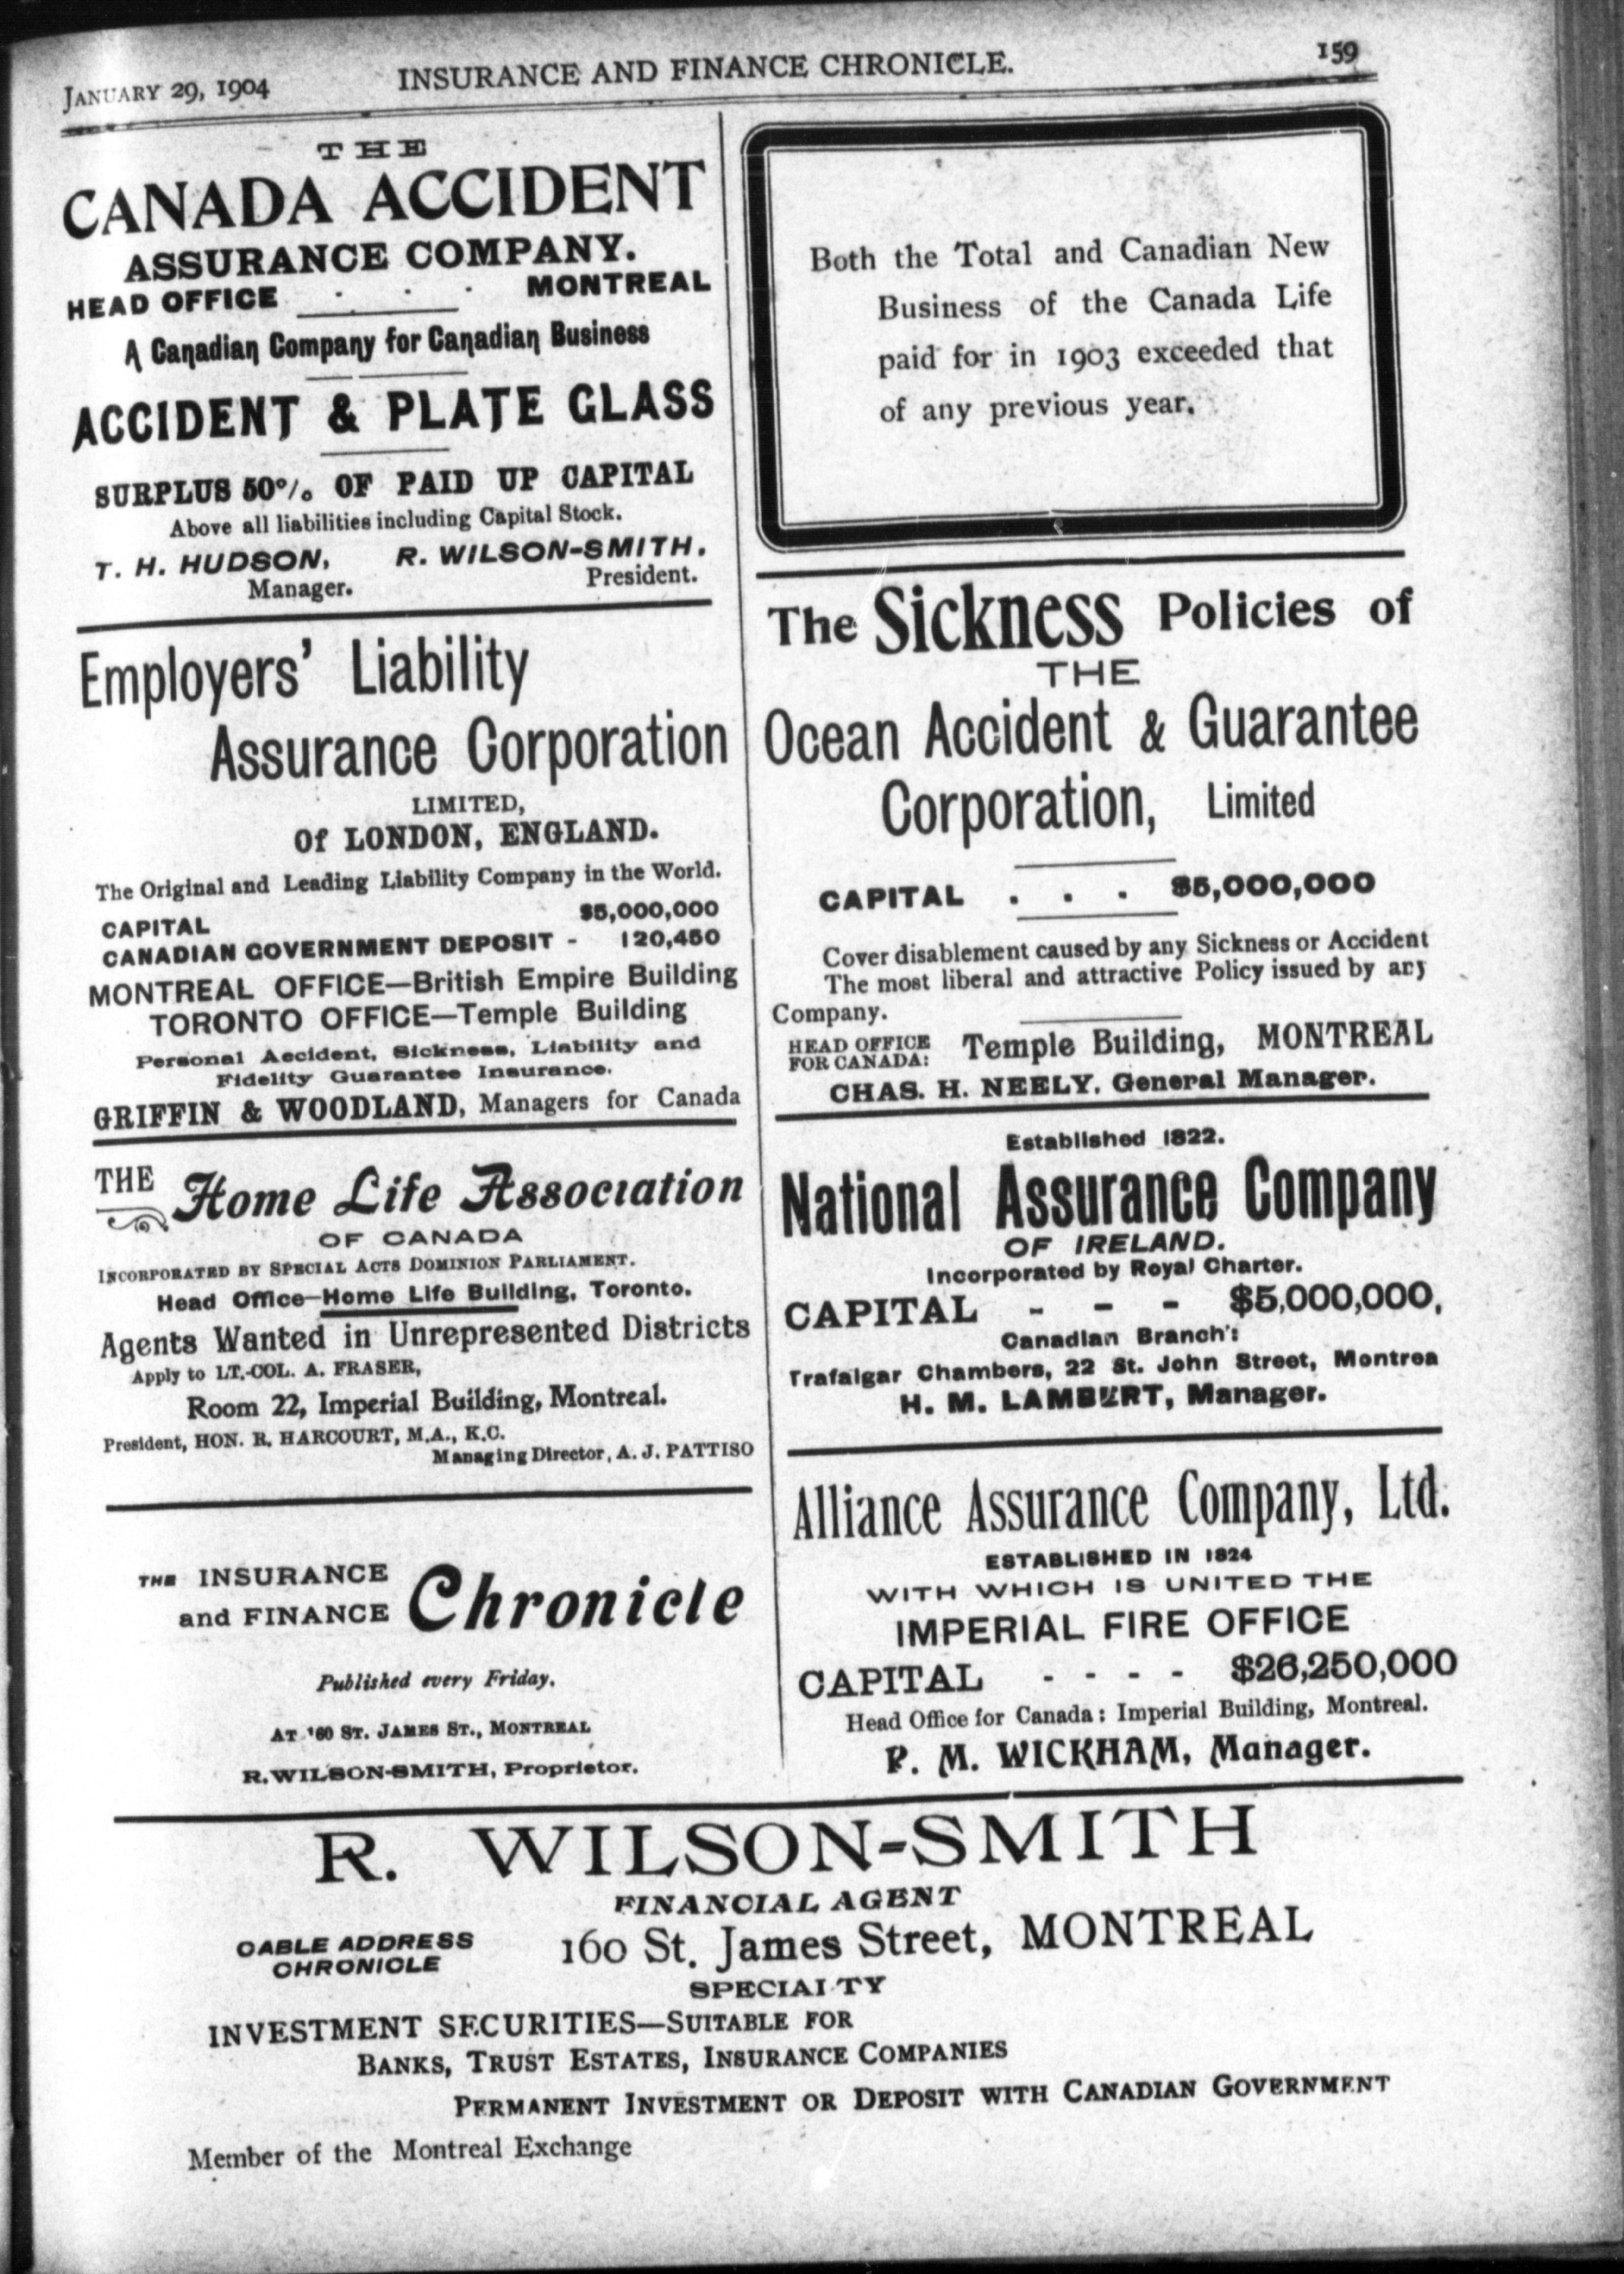 JANUARY 29, 1904 INSURANCE AND FINANCE CHRONICLE. 159
THE
CANADA ACCIDENT
ASSURANCE COMPANY.
HEAD OFFICE . . . MONTREAL
A Canadian Company for Canadian Business
ACCIDENT & PLATE GLASS
SURPLUS 50% OF PAID UP CAPITAL
Above all liabilities including Capital Stock.
T. H. HUDSON, R. WILSON-SMITH,
Manager. President.
Employers' Liability
Assurance Corporation
LIMITED,
Of LONDON, ENGLAND.
The Original and Leading Liability Company in the World.
CAPITAL $5,000,000
CANADIAN GOVERNMENT DEPOSIT - 120,450
MONTREAL OFFICE—British Empire Building
TORONTO OFFICE—Temple Building
Personal Accident, Sickness, Liability and
Fidelity Guarantee Insurance.
GRIFFIN & WOODLAND, Managers for Canada
THE Home Life Association
OF CANADA
INCORPORATED BY SPECIAL ACTS DOMINION PARLIAMENT.
Head Office—Home Life Building, Toronto.
Agents Wanted in Unrepresented Districts
Apply to LT.-COL. A. FRASER,
Room 22, Imperial Building, Montreal.
President, HON. R. HARCOURT, M.A., K.C.
Managing Director, A. J. PATTISO
THE INSURANCE
and FINANCE Chronicle
Published every Friday.
AT '60 ST. JAMES ST., MONTREAL
R. WILSON-SMITH, Proprietor.
Both the Total and Canadian New
Business of the Canada Life
paid for in 1903 exceeded that
of any previous year.
The Sickness Policies of
THE
Ocean Accident & Guarantee
Corporation, Limited
CAPITAL . . . $5,000,000
Cover disablement caused by any Sickness or Accident
The most liberal and attractive Policy issued by any
Company.
HEAD OFFICE
FOR CANADA: Temple Building, MONTREAL
CHAS. H. NEELY. General Manager.
Established 1822.
National Assurance Company
OF IRELAND.
Incorporated by Royal Charter.
CAPITAL - - - $5,000,000,
Canadian Branch':
Trafalgar Chambers, 22 St. John Street, Montrea
H. M. LAMBERT, Manager.
Alliance Assurance Company, Ltd.
ESTABLISHED IN 1824
WITH WHICH IS UNITED THE
IMPERIAL FIRE OFFICE
CAPITAL - - - - $26,250,000
Head Office for Canada: Imperial Building, Montreal.
P. M. WICKHAM, Manager.
R. WILSON-SMITH
FINANCIAL AGENT
CABLE ADDRESS
CHRONICLE
160 St. James Street, MONTREAL
SPECIALTY
INVESTMENT SECURITIES—SUITABLE FOR
BANKS, TRUST ESTATES, INSURANCE COMPANIES
PERMANENT INVESTMENT OR DEPOSIT WITH CANADIAN GOVERNMENT
Member of the Montreal Exchange